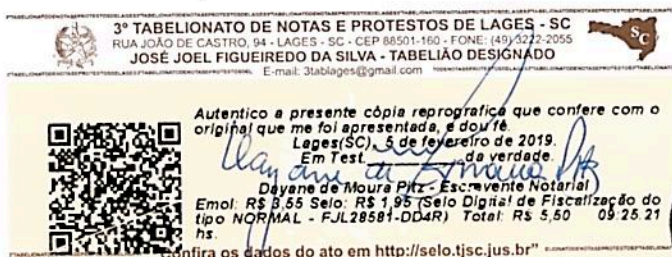 3º TABELIONATO DE NOTAS E PROTESTOS DE LAGES - SC
RUA JOÃO DE CASTRO, 94 - LAGES - SC - CEP 88501-160 - FONE: (49) 3222-2055
JOSÉ JOEL FIGUEIREDO DA SILVA - TABELIÃO DESIGNADO
E-mail: 3tablages@gmail.com
SC
Autentico a presente cópia reprográfica que confere com o
original que me foi apresentada, e dou fé.
Lages(SC), 5 de fevereiro de 2019.
Em Test. da verdade.
Dayane de Moura Pitz
Dayane de Moura Pitz - Escrevente Notarial
Emol: R$ 3,55 Selo: R$ 1,95 (Selo Digital de Fiscalização do
tipo NORMAL - FJL28581-DD4R) Total: R$ 5,50 09:25.21
hs.
Confira os dados do ato em http://selo.tjsc.jus.br"